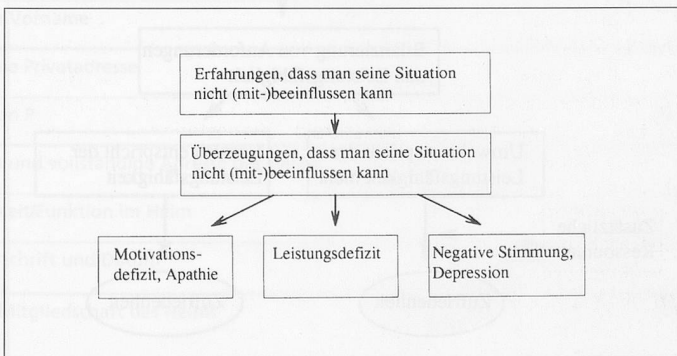 Erfahrungen, dass man seine Situation
nicht (mit-)beeinflussen kann
Überzeugungen, dass man seine Situation
nicht (mit-)beeinflussen kann
Motivations-
defizit, Apathie
Leistungsdefizit
Negative Stimmung,
Depression